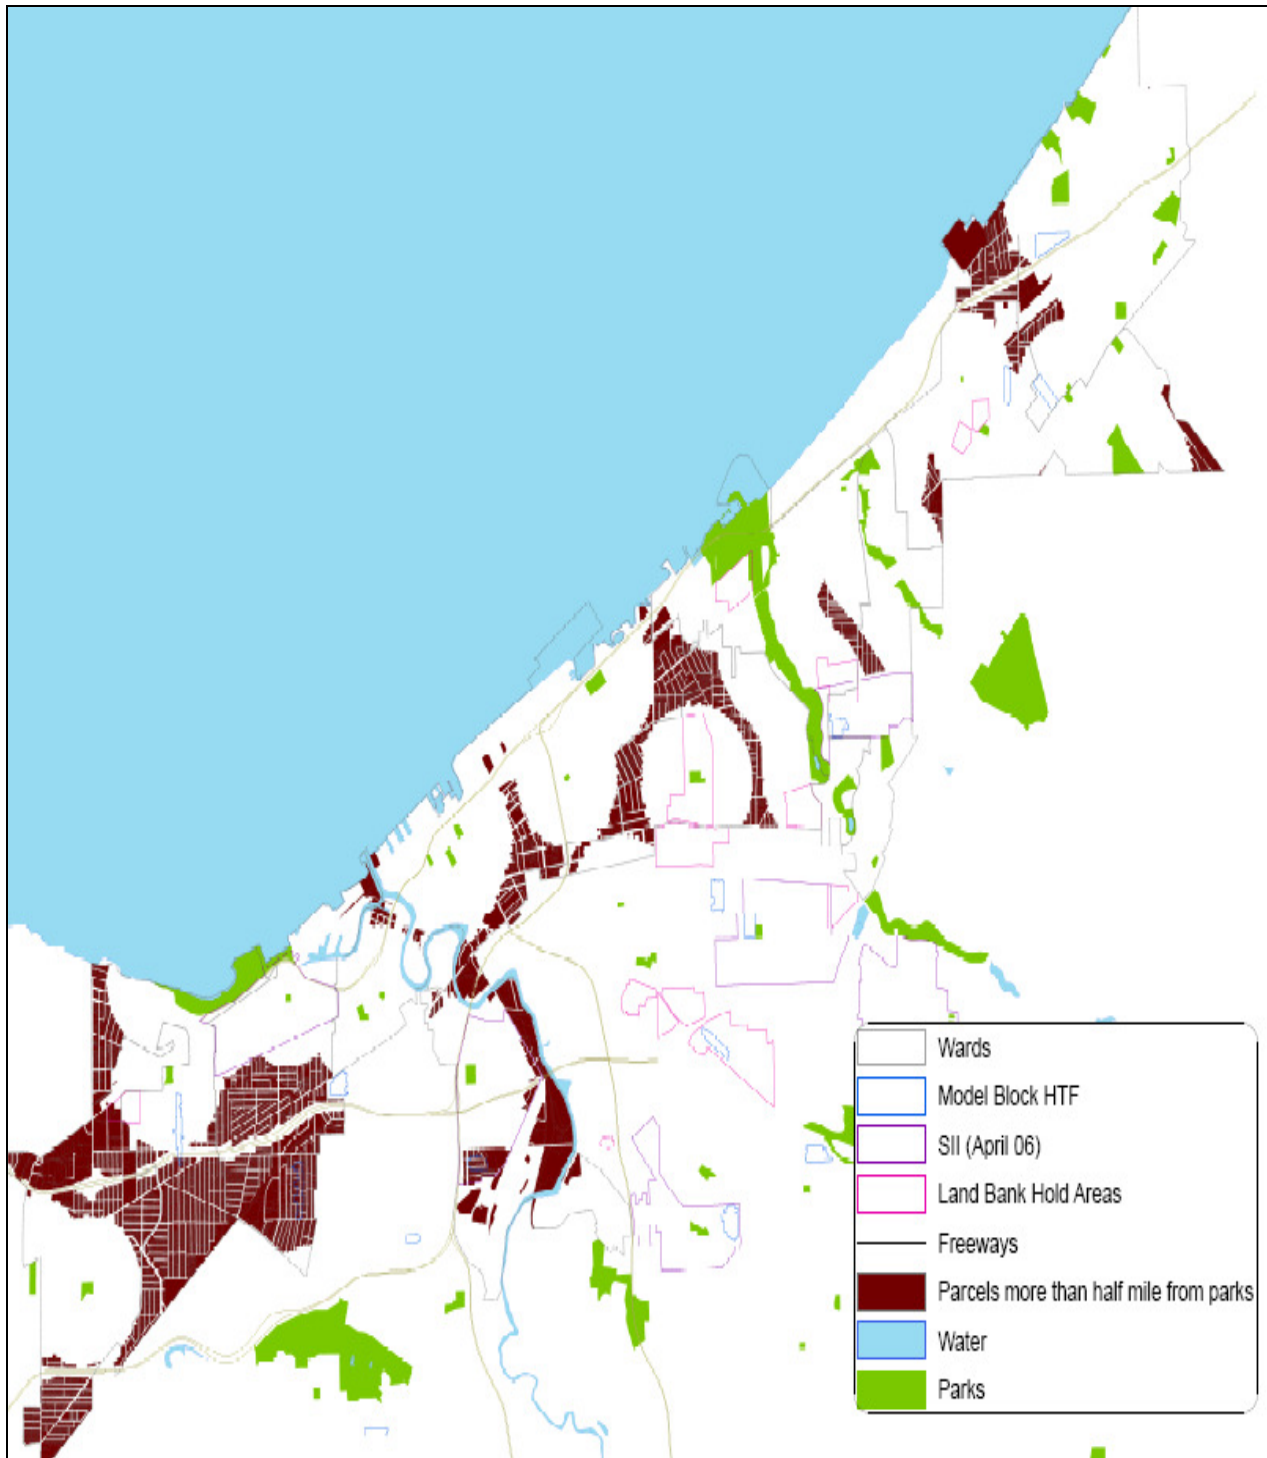 Wards
Model Block HTF
SII (April 06)
Land Bank Hold Areas
Freeways
Parcels more than half mile from parks
Water
Parks